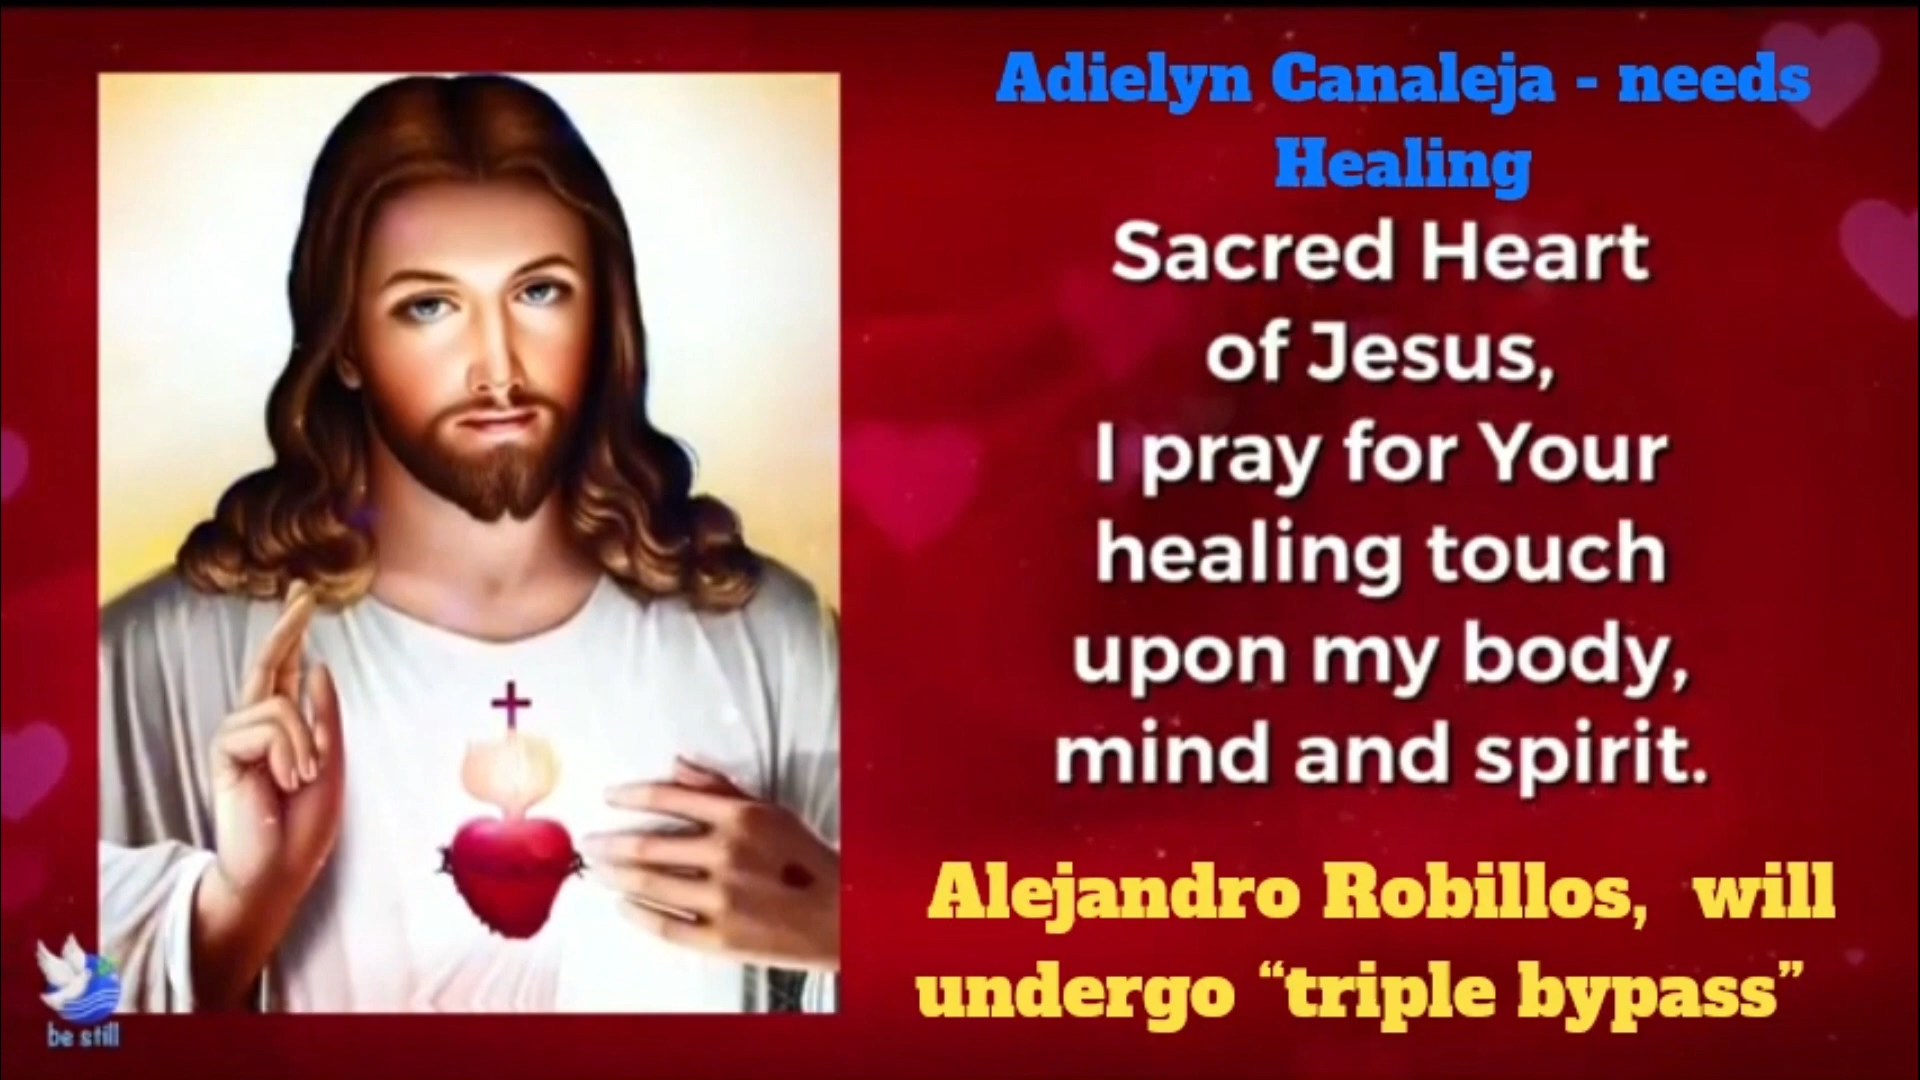 Adielyn Canaleja - needs
Healing
Sacred Heart
of Jesus,
I pray for Your
healing touch
upon my body,
mind and spirit.
Alejandro Robillos, will
undergo “triple bypass”
be still